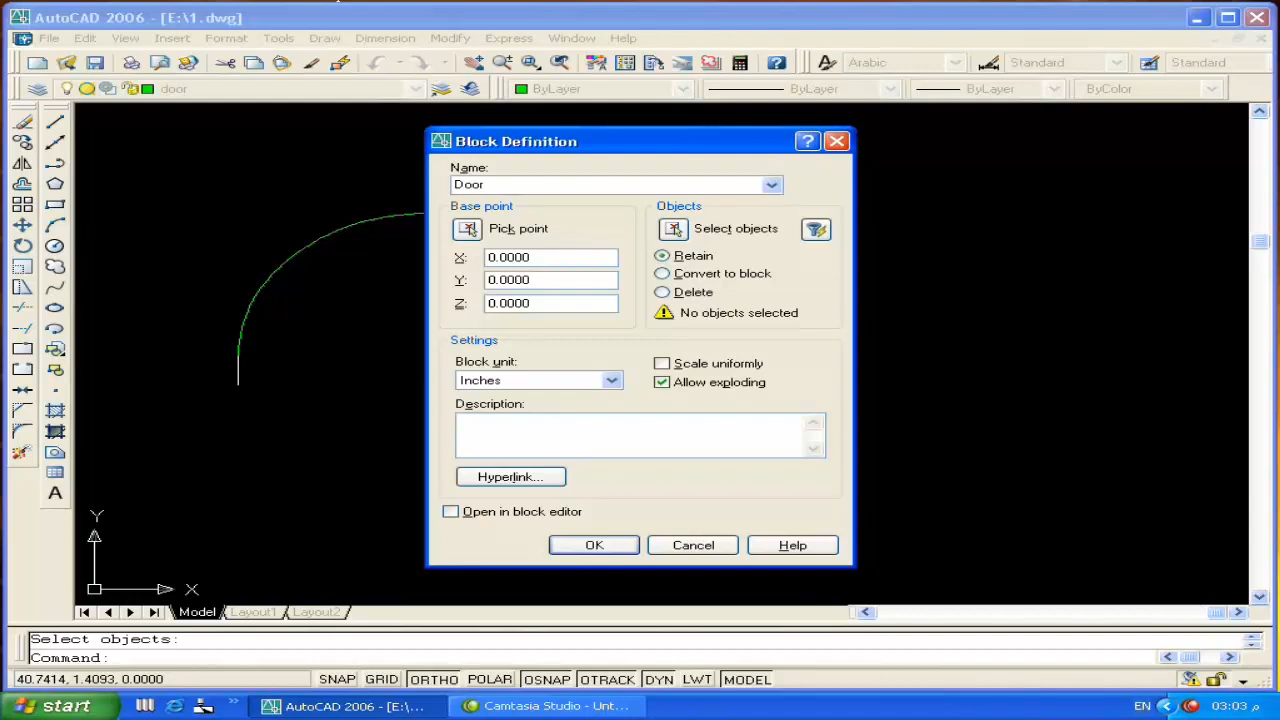 AutoCAD 2006 - [E:\1.dwg]
File Edit View Insert Format Tools Draw Dimension Modify Express Window Help
Arabic Standard Standard
door ByLayer ByLayer ByLayer ByColor
Block Definition
Name:
Door
Base point Objects
Pick point Select objects
X: 0.0000 Retain
Y: 0.0000 Convert to block
Z: 0.0000 Delete
No objects selected
Settings
Block unit: Scale uniformly
Inches Allow exploding
Description:
Hyperlink...
Open in block editor
OK Cancel Help
Y
X
Model Layout1 Layout2
Select objects:
Command:
40.7414, 1.4093, 0.0000 SNAP GRID ORTHO POLAR OSNAP OTRACK DYN LWT MODEL
start AutoCAD 2006 - [E:\... Camtasia Studio - Unt... EN 03:03 م